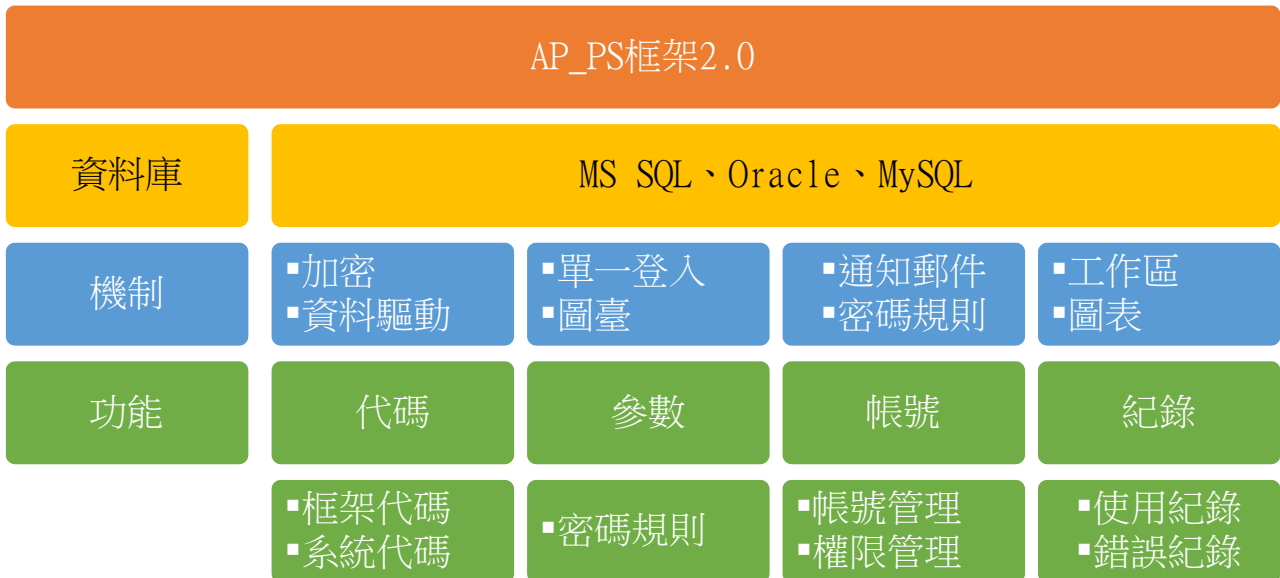 AP_PS框架2.0
資料庫
MS SQL、Oracle、MySQL
機制
▪加密
▪資料驅動
▪單一登入
▪圖臺
▪通知郵件
▪密碼規則
▪工作區
▪圖表
功能
代碼
參數
帳號
紀錄
▪框架代碼
▪系統代碼
▪密碼規則
▪帳號管理
▪權限管理
▪使用紀錄
▪錯誤紀錄